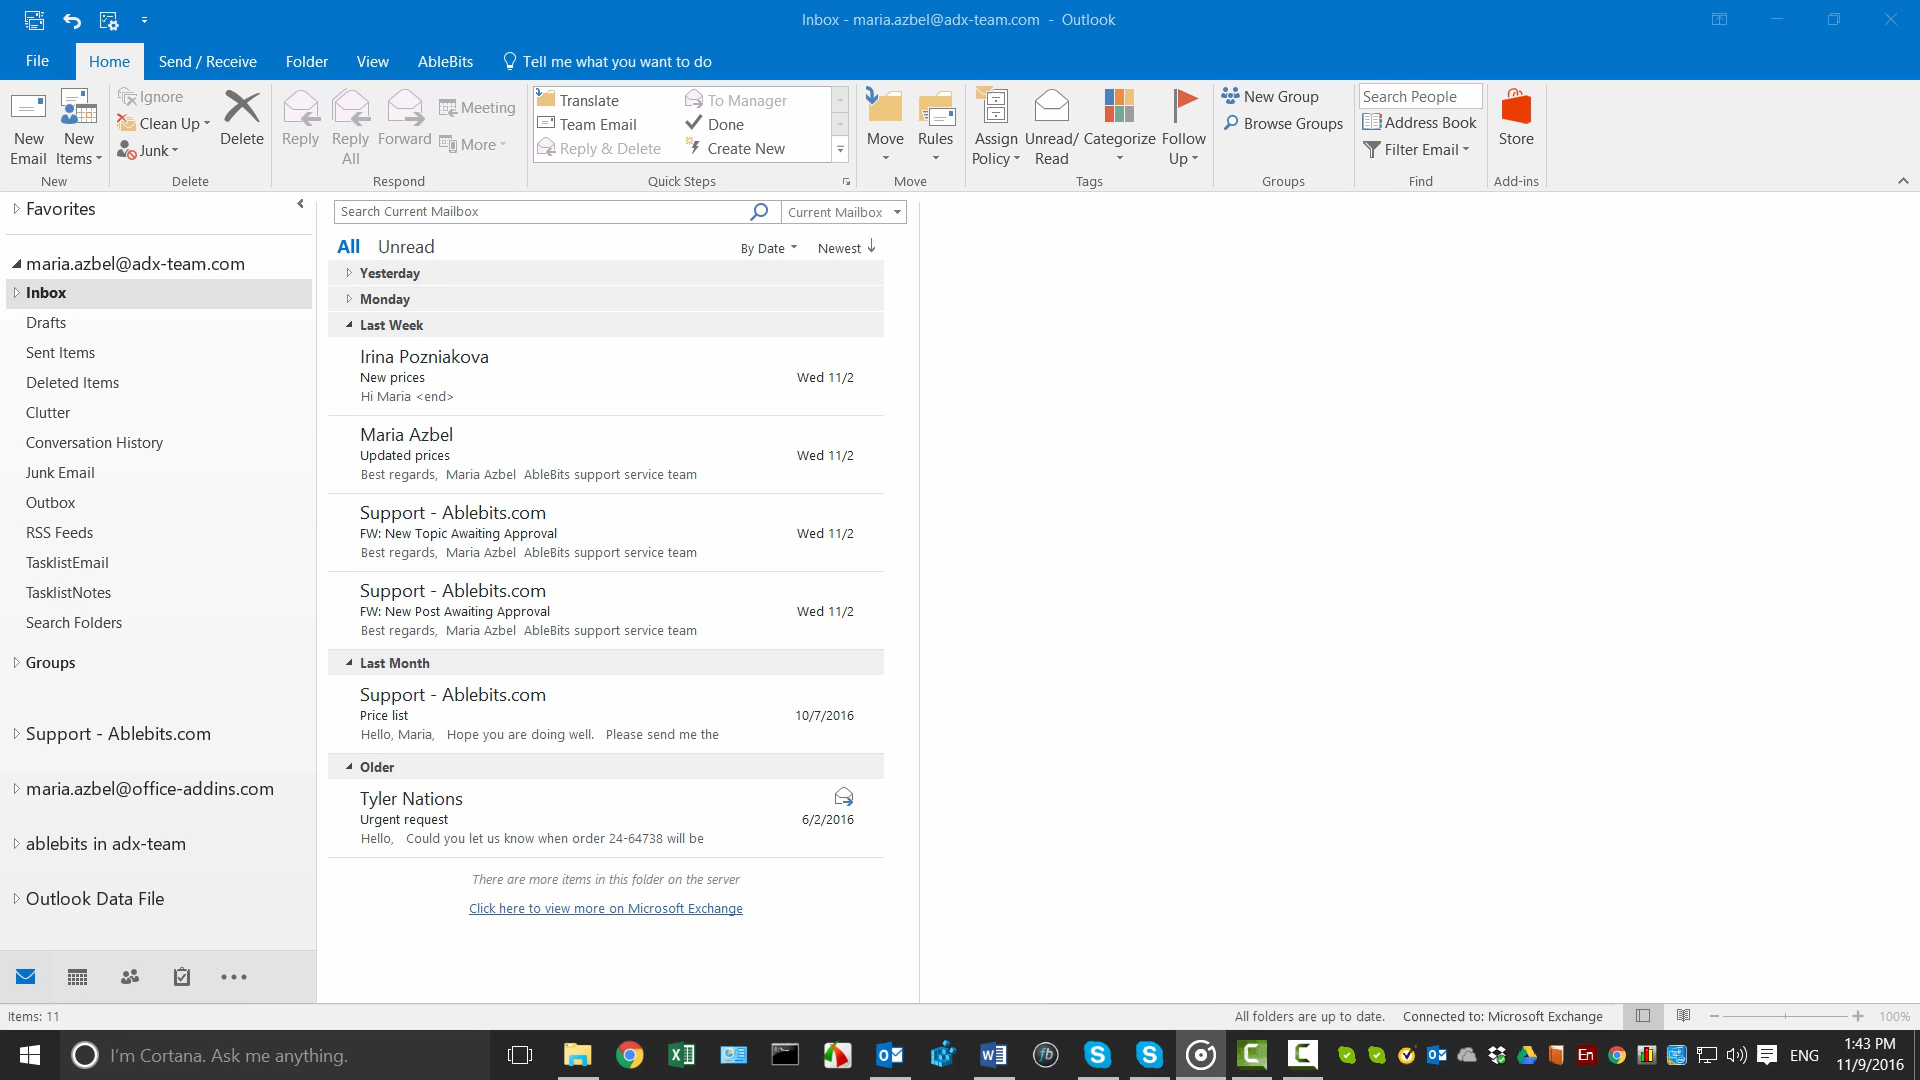 Inbox - maria.azbel@adx-team.com - Outlook
File
Home
Send / Receive
Folder
View
AbleBits
Tell me what you want to do
New
Email
New
Items
New
Ignore
Clean Up
Junk
Delete
Delete
Reply
Reply
All
Forward
Meeting
More
Respond
Translate
Team Email
Reply & Delete
To Manager
Done
Create New
Quick Steps
Move
Rules
Move
Assign
Policy
Unread/
Read
Categorize
Follow
Up
Tags
New Group
Browse Groups
Groups
Search People
Address Book
Filter Email
Find
Store
Add-ins
Favorites
maria.azbel@adx-team.com
Inbox
Drafts
Sent Items
Deleted Items
Clutter
Conversation History
Junk Email
Outbox
RSS Feeds
TasklistEmail
TasklistNotes
Search Folders
Groups
Support - Ablebits.com
maria.azbel@office-addins.com
ablebits in adx-team
Outlook Data File
Search Current Mailbox
Current Mailbox
All
Unread
By Date
Newest
Yesterday
Monday
Last Week
Irina Pozniakova
New prices
Wed 11/2
Hi Maria <end>
Maria Azbel
Updated prices
Wed 11/2
Best regards, Maria Azbel AbleBits support service team
Support - Ablebits.com
FW: New Topic Awaiting Approval
Wed 11/2
Best regards, Maria Azbel AbleBits support service team
Support - Ablebits.com
FW: New Post Awaiting Approval
Wed 11/2
Best regards, Maria Azbel AbleBits support service team
Last Month
Support - Ablebits.com
Price list
10/7/2016
Hello, Maria, Hope you are doing well. Please send me the
Older
Tyler Nations
Urgent request
6/2/2016
Hello, Could you let us know when order 24-64738 will be
There are more items in this folder on the server
Click here to view more on Microsoft Exchange
Items: 11
All folders are up to date.
Connected to: Microsoft Exchange
100%
I'm Cortana. Ask me anything.
En
ENG
1:43 PM
11/9/2016